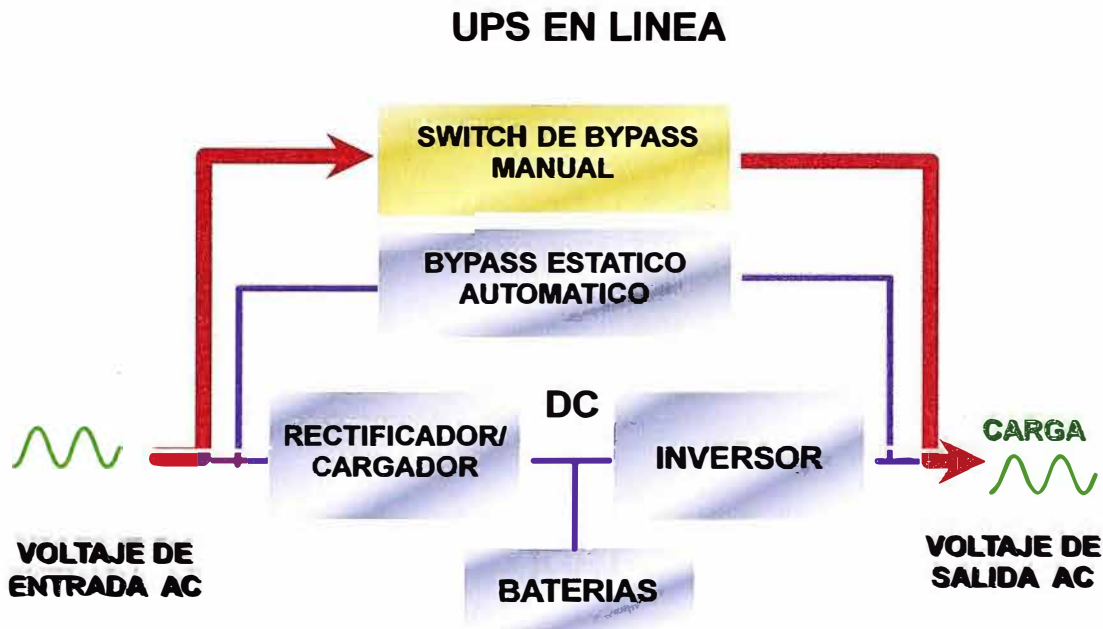 UPS EN LINEA
SWITCH DE BYPASS
MANUAL
BYPASS ESTATICO
AUTOMATICO
DC
RECTIFICADOR/
CARGADOR
INVERSOR
CARGA
VOLTAJE DE
ENTRADA AC
BATERIAS
VOLTAJE DE
SALIDA AC